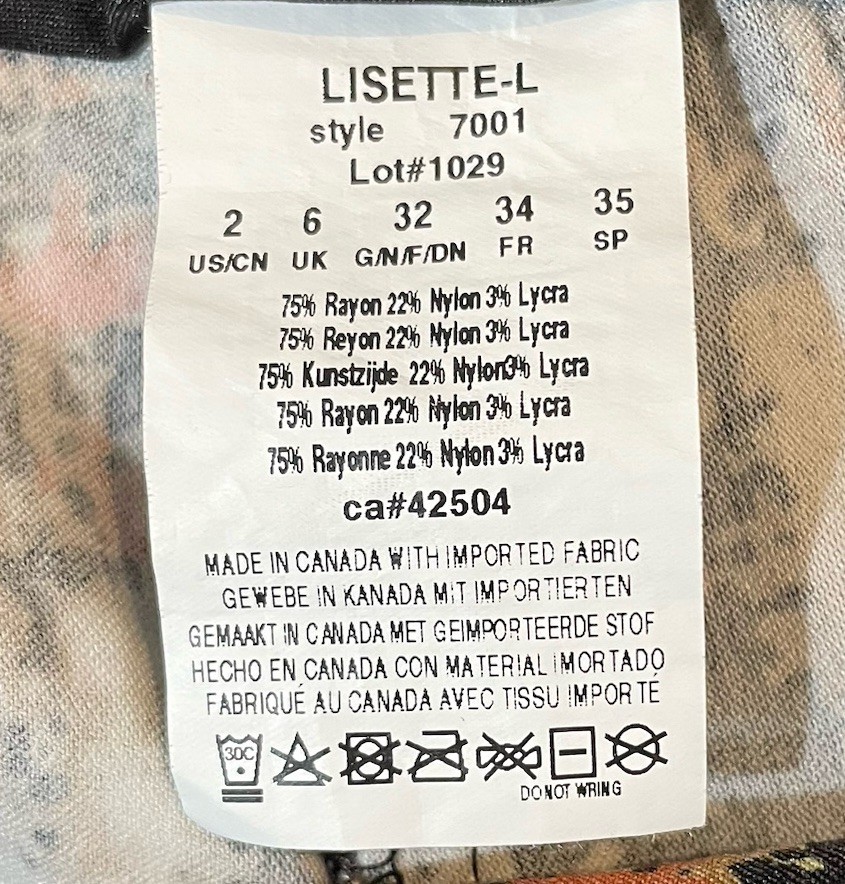 LISETTE-L
style 7001
Lot#1029
2 6 32 34 35
US/CN UK G/N/F/DN FR SP
75% Rayon 22% Nylon 3% Lycra
75% Reyon 22% Nylon 3% Lycra
75% Kunstzijde 22% Nylon3% Lycra
75% Rayon 22% Nylon 3% Lycra
75% Rayonne 22% Nylon 3% Lycra
ca#42504
MADE IN CANADA WITH IMPORTED FABRIC
GEWEBE IN KANADA MIT IMPORTIERTEN
GEMAAKT IN CANADA MET GEIMPORTEERDE STOF
HECHO EN CANADA CON MATERIAL IMORTADO
FABRIQUÉ AU CANADA AVEC TISSU IMPORTÉ
30C
DO NOT WRING